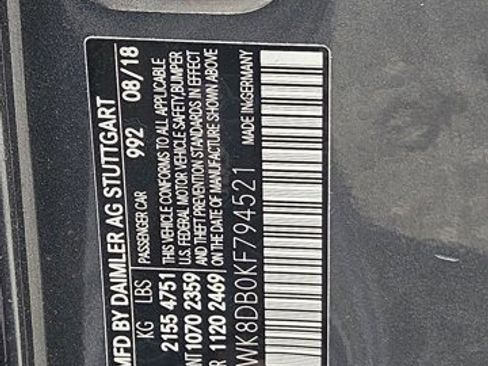 MFD BY DAIMLER AG STUTTGART
KG LBS PASSENGER CAR 992 08/18
2155 4751 THIS VEHICLE CONFORMS TO ALL APPLICABLE
U.S. FEDERAL MOTOR VEHICLE SAFETY, BUMPER
NT 1070 2359 AND THEFT PREVENTION STANDARDS IN EFFECT
R 1120 2469 ON THE DATE OF MANUFACTURE SHOWN ABOVE
MADE IN GERMANY
WK8DB0KF794521